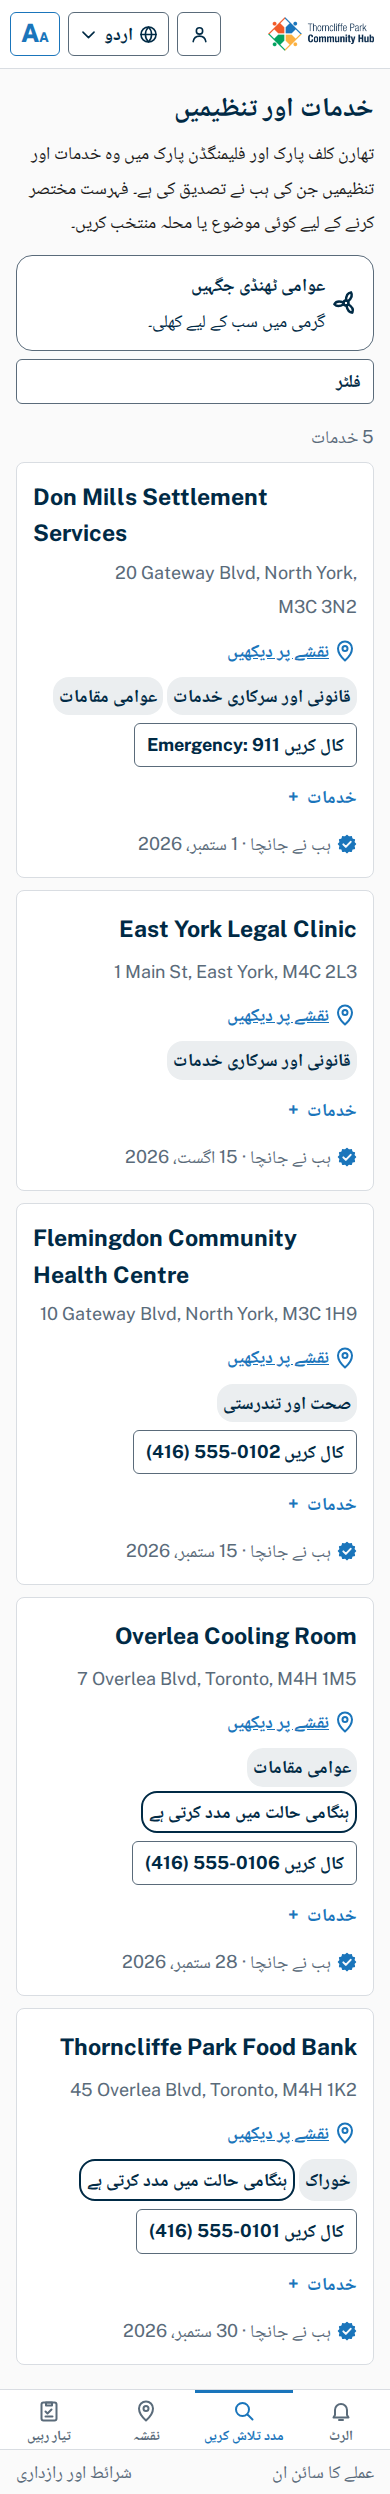 Thorncliffe Park
Community Hub
اردو
AA
خدمات اور تنظیمیں
تھارن کلف پارک اور فلیمنگڈن پارک میں وہ خدمات اور
تنظیمیں جن کی ہب نے تصدیق کی ہے۔ فہرست مختصر
کرنے کے لیے کوئی موضوع یا محلہ منتخب کریں۔
عوامی ٹھنڈی جگہیں
گرمی میں سب کے لیے کھلی۔
فلٹر
5 خدمات
Don Mills Settlement
Services
20 Gateway Blvd, North York,
M3C 3N2
نقشے پر دیکھیں
قانونی اور سرکاری خدمات عوامی مقامات
کال کریں Emergency: 911
خدمات +
ہب نے جانچا · 1 ستمبر، 2026
East York Legal Clinic
1 Main St, East York, M4C 2L3
نقشے پر دیکھیں
قانونی اور سرکاری خدمات
خدمات +
ہب نے جانچا · 15 اگست، 2026
Flemingdon Community
Health Centre
10 Gateway Blvd, North York, M3C 1H9
نقشے پر دیکھیں
صحت اور تندرستی
کال کریں (416) 555-0102
خدمات +
ہب نے جانچا · 15 ستمبر، 2026
Overlea Cooling Room
7 Overlea Blvd, Toronto, M4H 1M5
نقشے پر دیکھیں
عوامی مقامات
ہنگامی حالت میں مدد کرتی ہے
کال کریں (416) 555-0106
خدمات +
ہب نے جانچا · 28 ستمبر، 2026
Thorncliffe Park Food Bank
45 Overlea Blvd, Toronto, M4H 1K2
نقشے پر دیکھیں
خوراک ہنگامی حالت میں مدد کرتی ہے
کال کریں (416) 555-0101
خدمات +
ہب نے جانچا · 30 ستمبر، 2026
الرٹ مدد تلاش کریں نقشہ تیار رہیں
عملے کا سائن ان شرائط اور رازداری